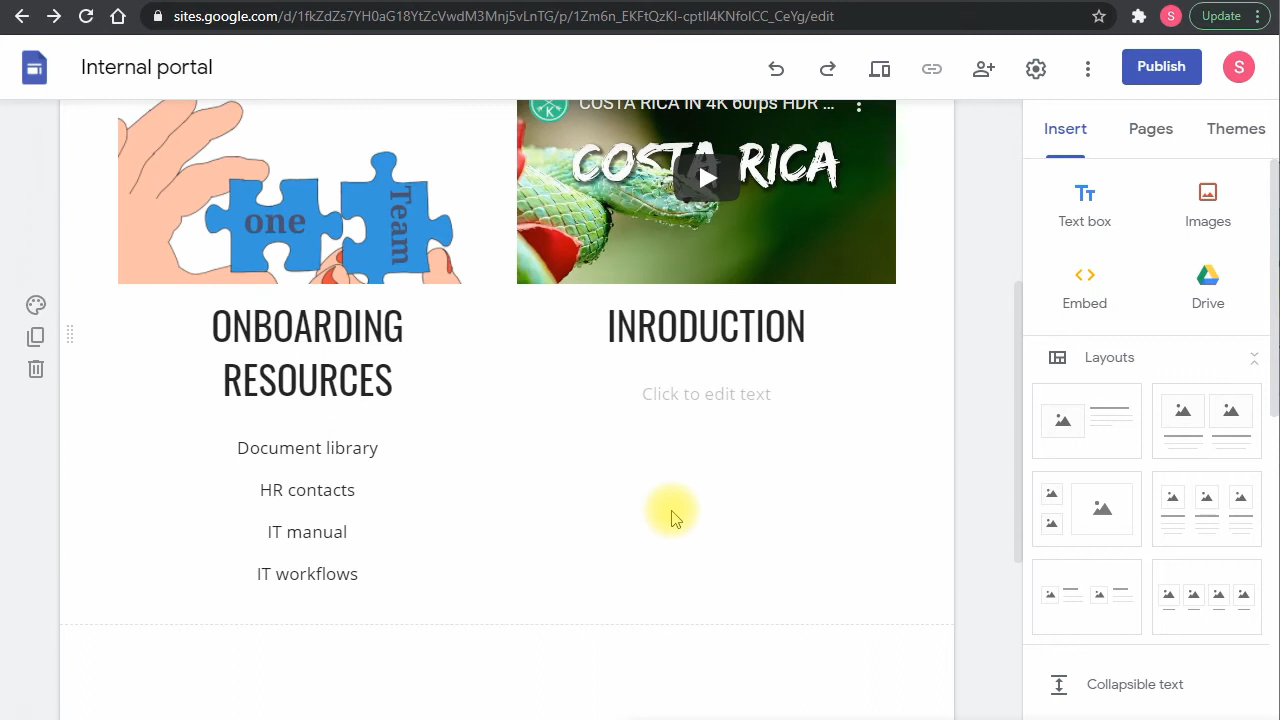 sites.google.com/d/1fkZdZs7YH0aG18YtZcVwdM3Mnj5vLnTG/p/1Zm6n_EKFtQzKI-cptIl4KNfoICC_CeYg/edit
S
Update
Internal portal
Publish
S
Insert
Pages
Themes
COSTA RICA IN 4K 60fps HDR ...
K
COSTA RICA
one
Team
Text box
Images
Embed
Drive
ONBOARDING
RESOURCES
Document library
HR contacts
IT manual
IT workflows
INRODUCTION
Click to edit text
Layouts
Collapsible text